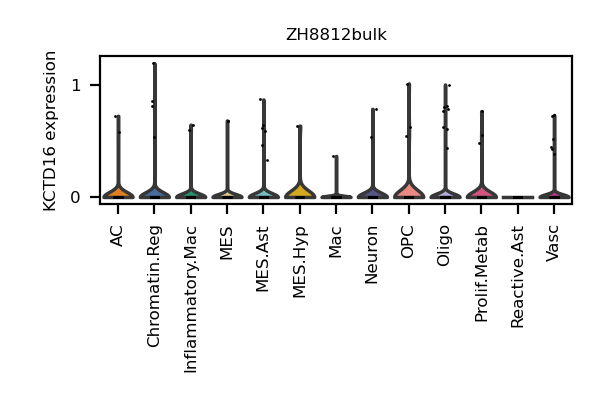 ZH8812bulk
KCTD16 expression
1
0
AC
Chromatin.Reg
Inflammatory.Mac
MES
MES.Ast
MES.Hyp
Mac
Neuron
OPC
Oligo
Prolif.Metab
Reactive.Ast
Vasc